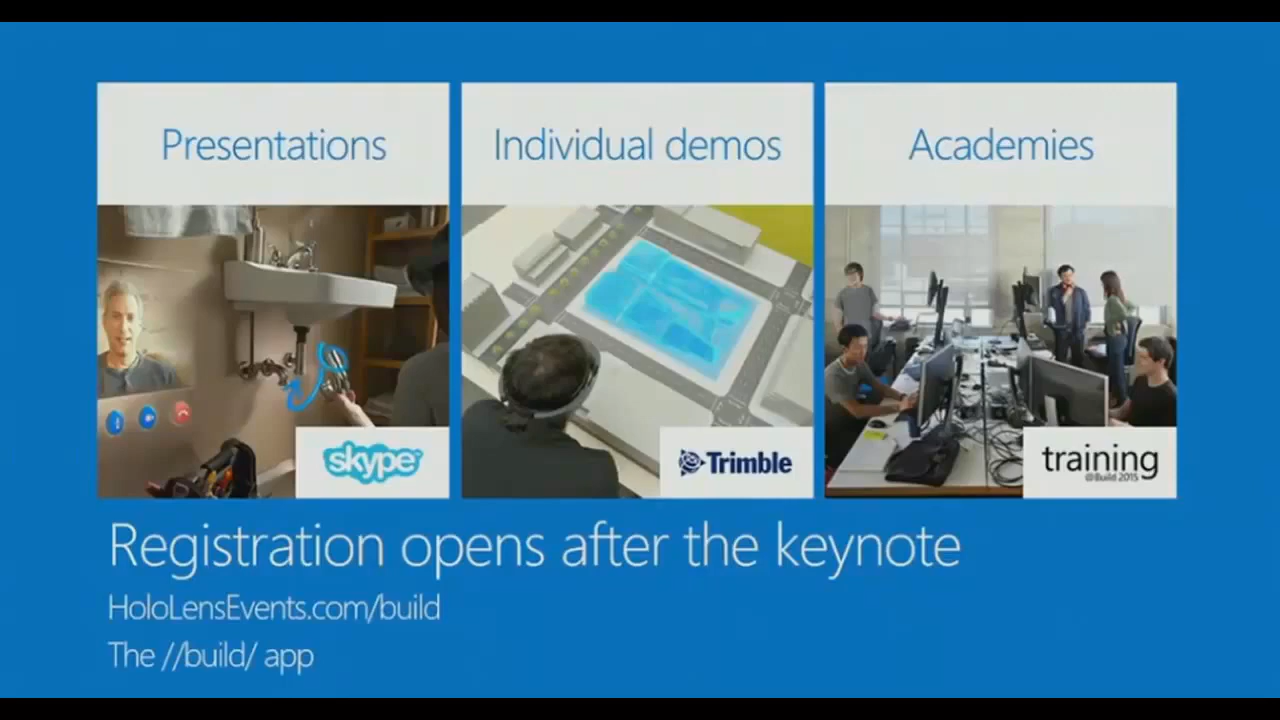 Presentations
Individual demos
Academies
skype
Trimble
training
@Build 2015
Registration opens after the keynote
HoloLensEvents.com/build
The //build/ app